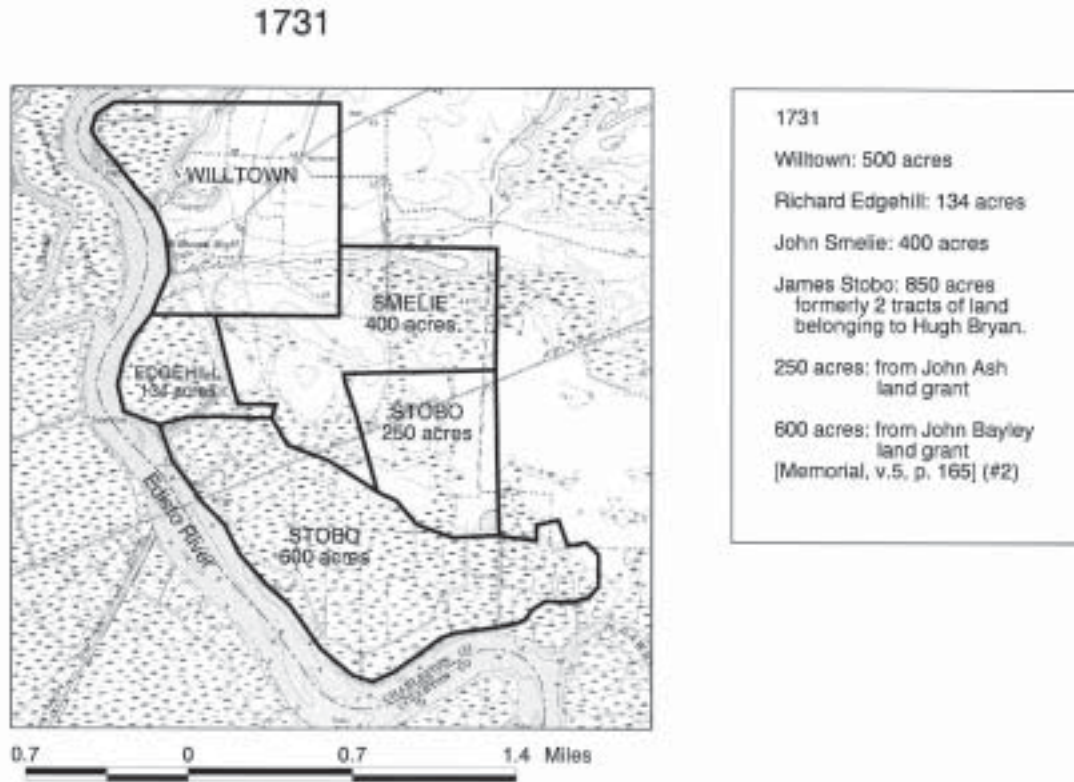 1731
WILLTOWN
SMELIE
400 acres.
EDGEHILL
134 acres
STOBO
250 acres
STOBO
600 acres
Edisto River
0.7 0 0.7 1.4 Miles
1731
Willtown: 500 acres
Richard Edgehill: 134 acres
John Smelie: 400 acres
James Stobo: 850 acres
formerly 2 tracts of land
belonging to Hugh Bryan.
250 acres: from John Ash
land grant
600 acres: from John Bayley
land grant
[Memorial, v.5, p. 165] (#2)